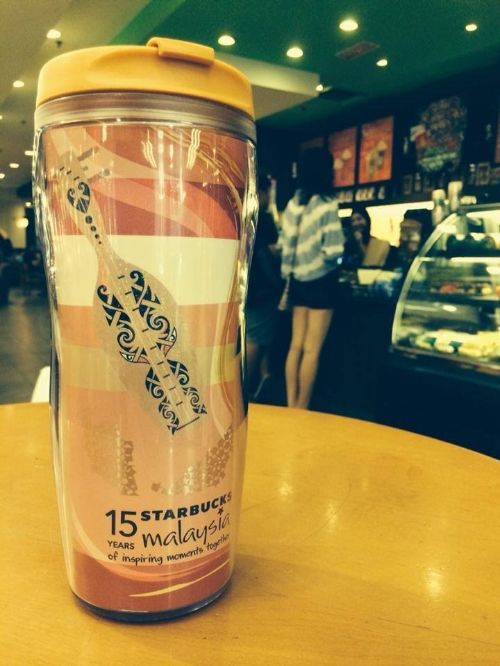 15 STARBUCKS
YEARS malaysia
of inspiring moments together